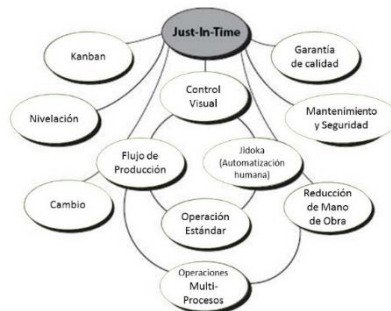 Just-In-Time
Kanban
Garantía
de calidad
Control
Visual
Nivelación
Mantenimiento
y Seguridad
Flujo de
Producción
Jidoka
(Automatización
humana)
Cambio
Operación
Estándar
Reducción
de Mano
de Obra
Operaciones
Multi-
Procesos